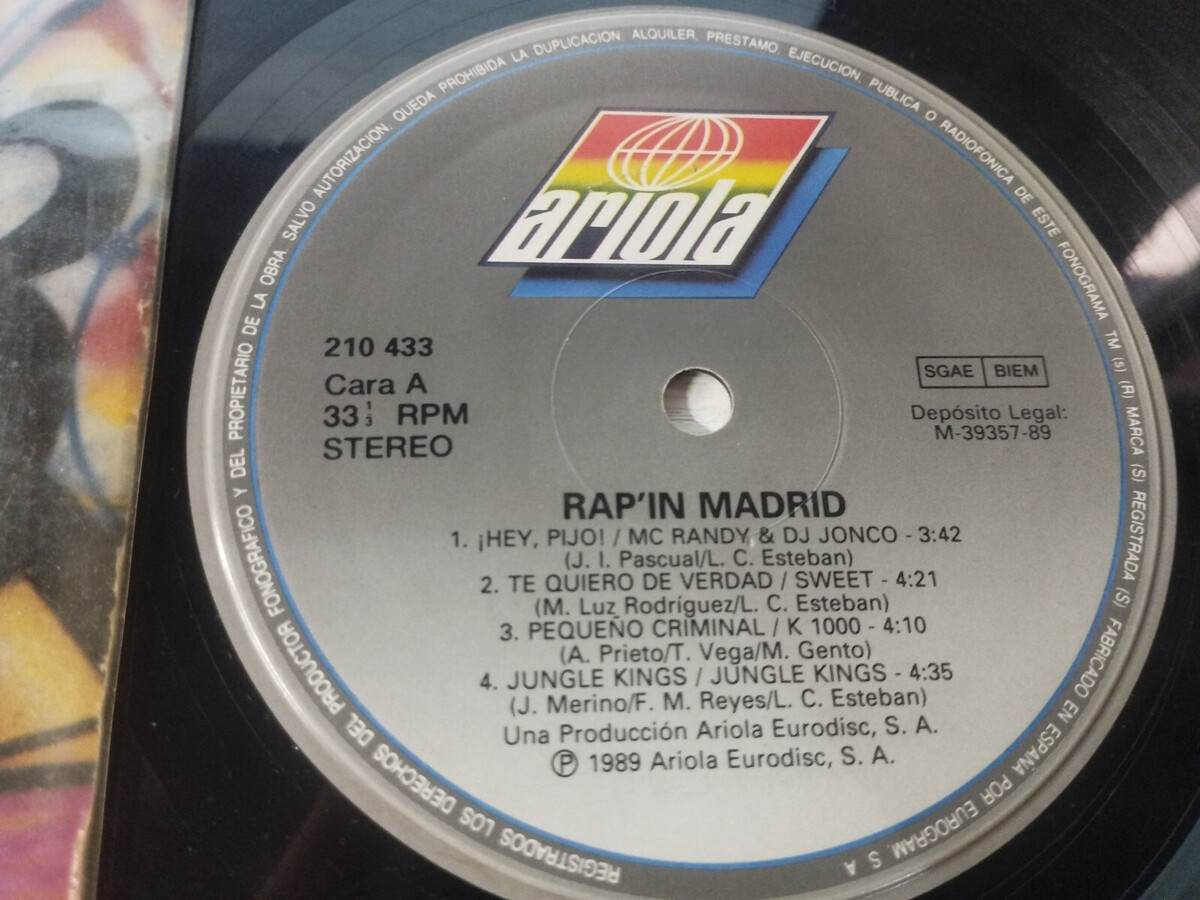 REGISTRADOS LOS DERECHOS DEL PRODUCTOR FONOGRAFICO Y DEL PROPIETARIO DE LA OBRA. SALVO AUTORIZACION, QUEDA PROHIBIDA LA DUPLICACION, ALQUILER, PRESTAMO, EJECUCION PUBLICA O RADIOFONICA DE ESTE FONOGRAMA TM (s) (R) MARCA (S) REGISTRADA (S) FABRICADO EN ESPAÑA POR EUROGRAM, S A
ariola
210 433
Cara A
33 1/3 RPM
STEREO
SGAE BIEM
Depósito Legal:
M-39357-89
RAP'IN MADRID
1. ¡HEY, PIJO! / MC RANDY & DJ JONCO - 3:42
(J. I. Pascual/L. C. Esteban)
2. TE QUIERO DE VERDAD / SWEET - 4:21
(M. Luz Rodríguez/L. C. Esteban)
3. PEQUEÑO CRIMINAL / K 1000 - 4:10
(A. Prieto/T. Vega/M. Gento)
4. JUNGLE KINGS / JUNGLE KINGS - 4:35
(J. Merino/F. M. Reyes/L. C. Esteban)
Una Producción Ariola Eurodisc, S. A.
℗ 1989 Ariola Eurodisc, S. A.